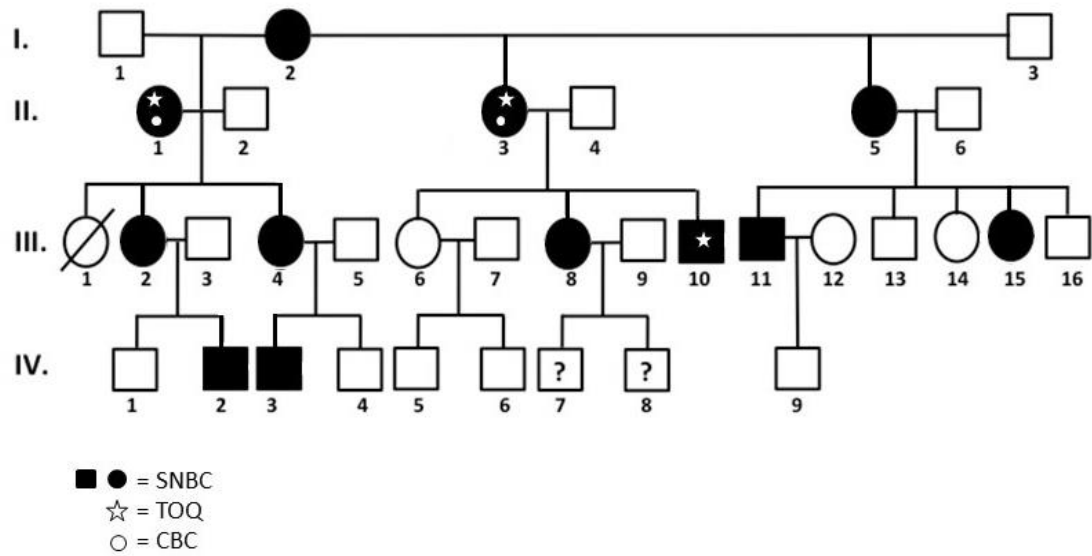 I.
1 2 3
II.
1 2 3 4 5 6
III.
1 2 3 4 5 6 7 8 9 10 11 12 13 14 15 16
IV.
? ?
1 2 3 4 5 6 7 8 9
= SNBC
= TOQ
= CBC